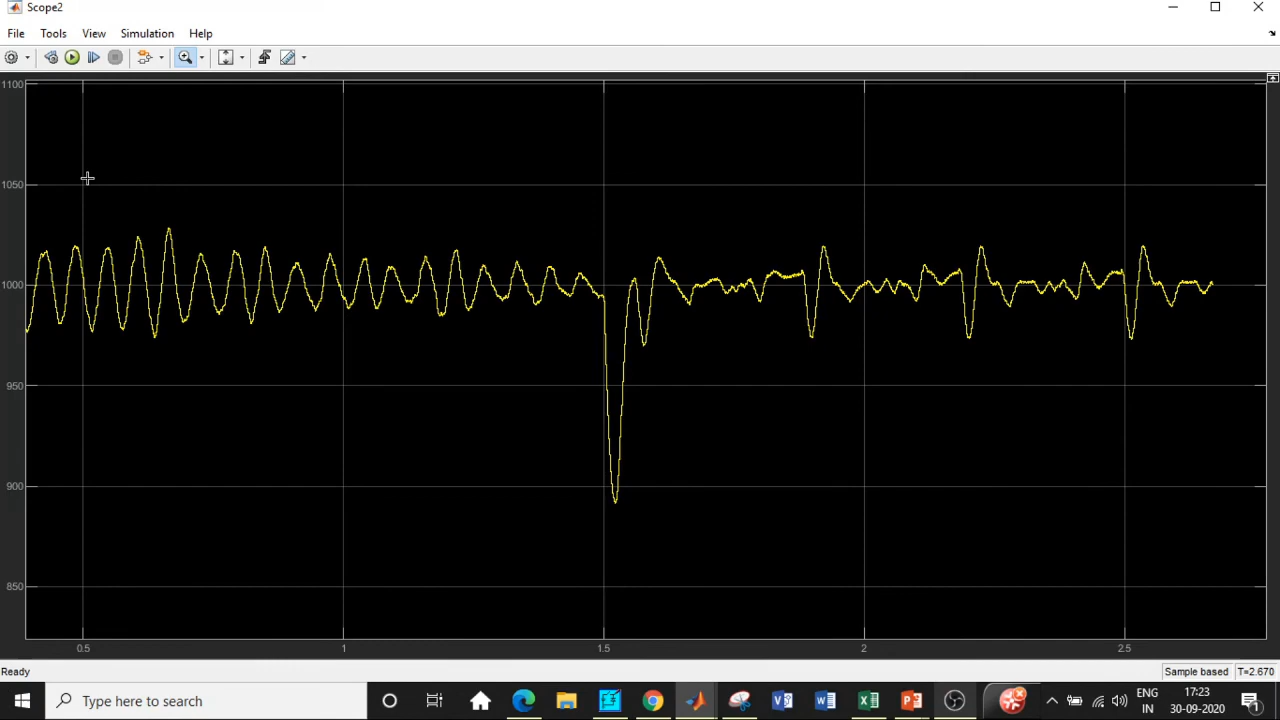 Scope2
File Tools View Simulation Help
1100
1050
1000
950
900
850
0.5 1 1.5 2 2.5
Ready Sample based T=2.670
Type here to search ENG 17:23
IN 30-09-2020 1